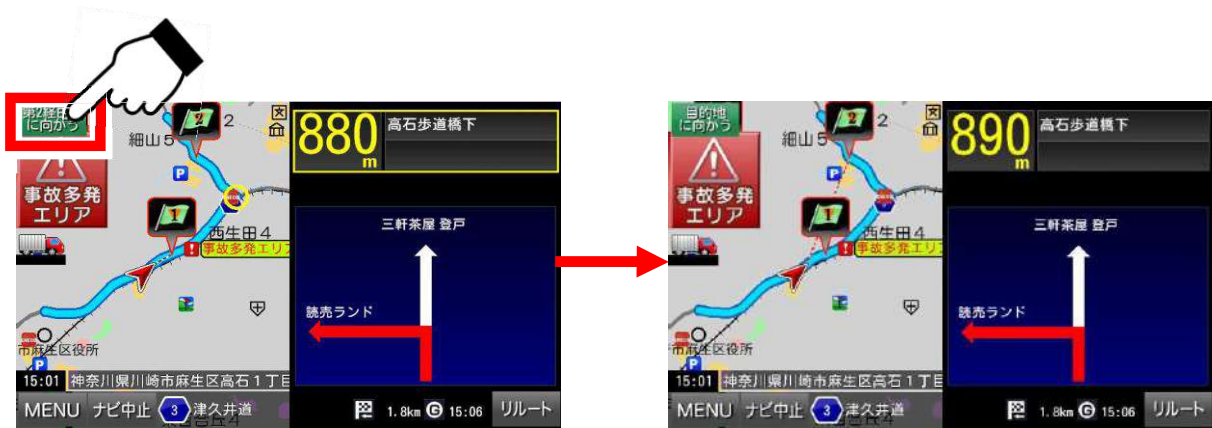 第2経由
に向かう
2
2
細山5
文
P
事故多発
エリア
1
西生田4
事故多発エリア
市麻生区役所
P
15:01
神奈川県川崎市麻生区高石1丁目
MENU
ナビ中止
3
津久井道
880
m
高石歩道橋下
三軒茶屋 登戸
読売ランド
1.8km
G
15:06
リルート
目的地
に向かう
2
2
細山5
文
P
事故多発
エリア
1
西生田4
事故多発エリ
市麻生区役所
P
15:01
神奈川県川崎市麻生区高石1丁目
MENU
ナビ中止
3
津久井道
890
m
高石歩道橋下
三軒茶屋 登戸
読売ランド
1.8km
G
15:06
リルート